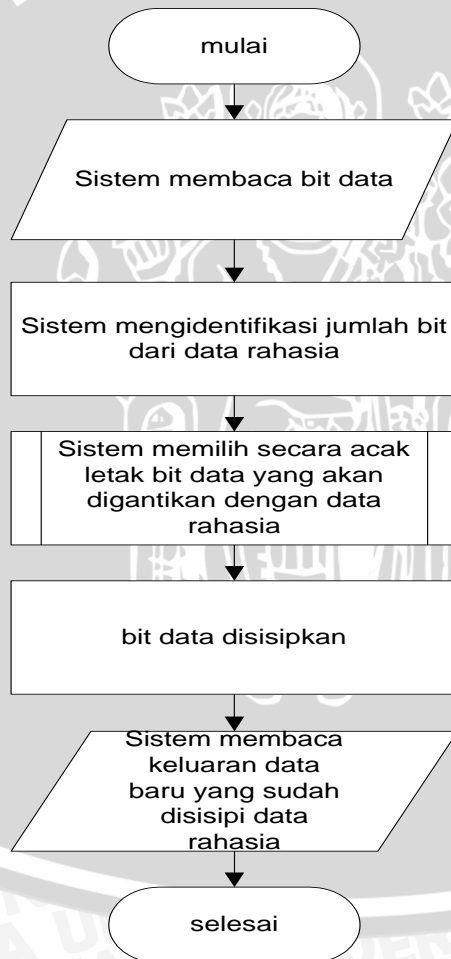 mulai
Sistem membaca bit data
Sistem mengidentifikasi jumlah bit
dari data rahasia
Sistem memilih secara acak
letak bit data yang akan
digantikan dengan data
rahasia
bit data disisipkan
Sistem membaca
keluaran data
baru yang sudah
disisipi data
rahasia
selesai